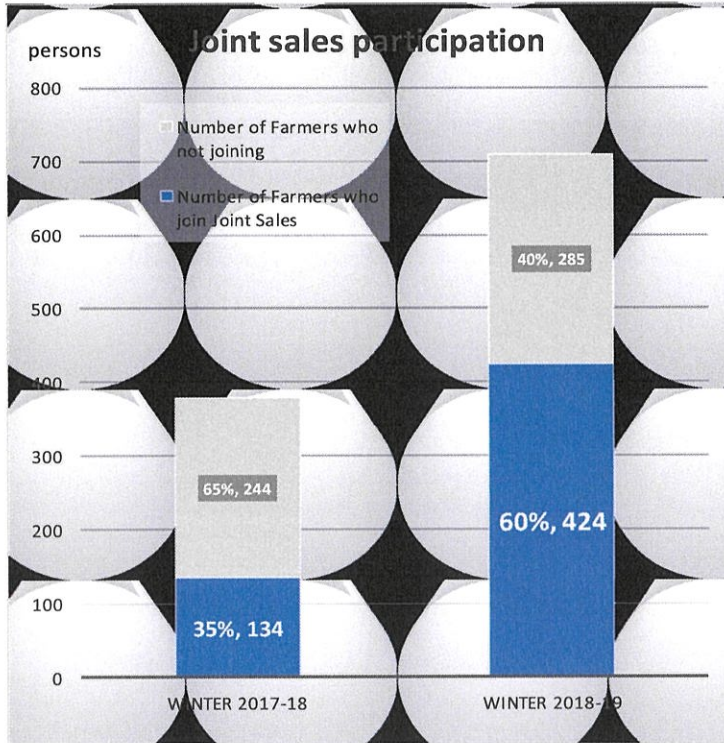 Joint sales participation
persons
800
700
600
500
400
300
200
100
0
Number of Farmers who
not joining
Number of Farmers who
join Joint Sales
65%, 244
35%, 134
40%, 285
60%, 424
WINTER 2017-18
WINTER 2018-19